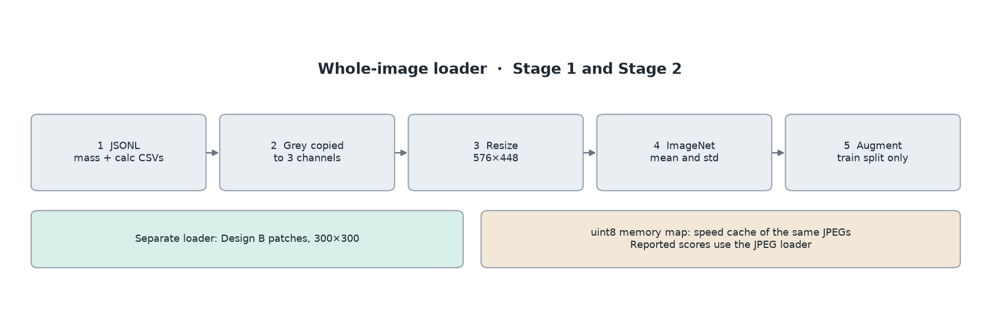 Whole-image loader · Stage 1 and Stage 2
1 JSONL
mass + calc CSVs
2 Grey copied
to 3 channels
3 Resize
576×448
4 ImageNet
mean and std
5 Augment
train split only
Separate loader: Design B patches, 300×300
uint8 memory map: speed cache of the same JPEGs
Reported scores use the JPEG loader